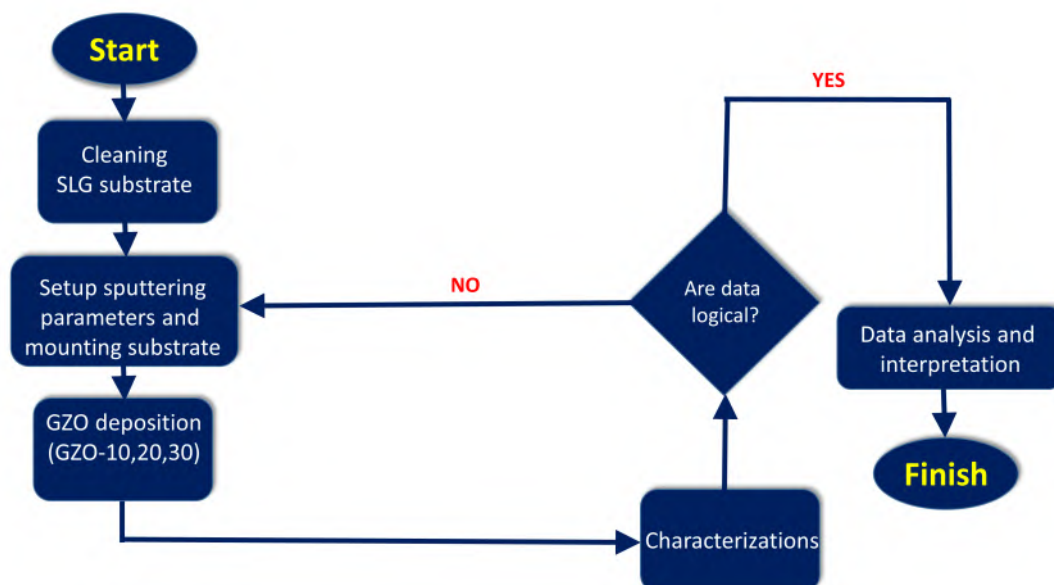 Start
Cleaning
SLG substrate
Setup sputtering
parameters and
mounting substrate
GZO deposition
(GZO-10,20,30)
Characterizations
Are data
logical?
NO
YES
Data analysis and
interpretation
Finish